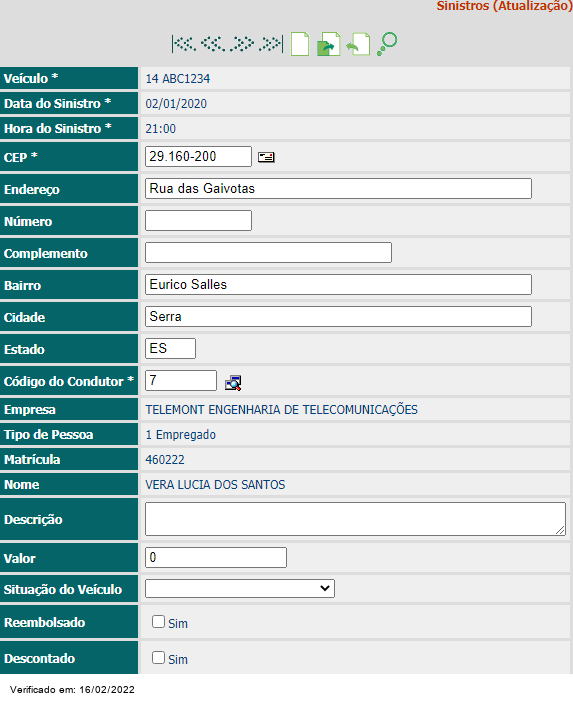 Sinistros (Atualização)
Veículo * 14 ABC1234
Data do Sinistro * 02/01/2020
Hora do Sinistro * 21:00
CEP * 29.160-200
Endereço Rua das Gaivotas
Número
Complemento
Bairro Eurico Salles
Cidade Serra
Estado ES
Código do Condutor * 7
Empresa TELEMONT ENGENHARIA DE TELECOMUNICAÇÕES
Tipo de Pessoa 1 Empregado
Matrícula 460222
Nome VERA LUCIA DOS SANTOS
Descrição
Valor 0
Situação do Veículo
Reembolsado Sim
Descontado Sim
Verificado em: 16/02/2022